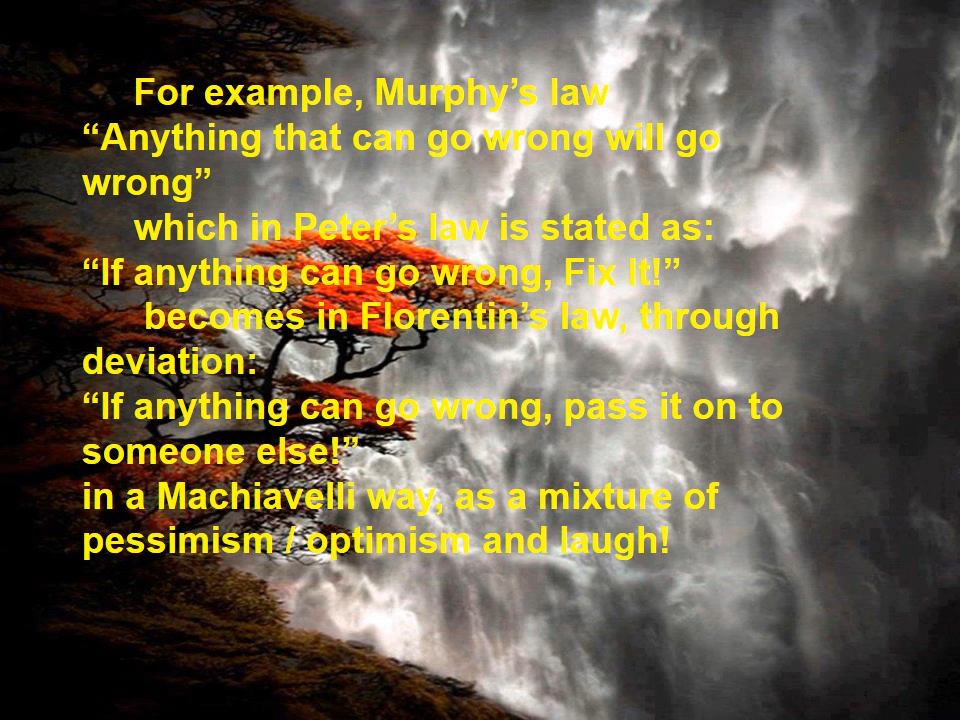 For example, Murphy’s law
“Anything that can go wrong will go
wrong”
which in Peter’s law is stated as:
“If anything can go wrong, Fix It!”
becomes in Florentin’s law, through
deviation:
“If anything can go wrong, pass it on to
someone else!”
in a Machiavelli way, as a mixture of
pessimism / optimism and laugh!